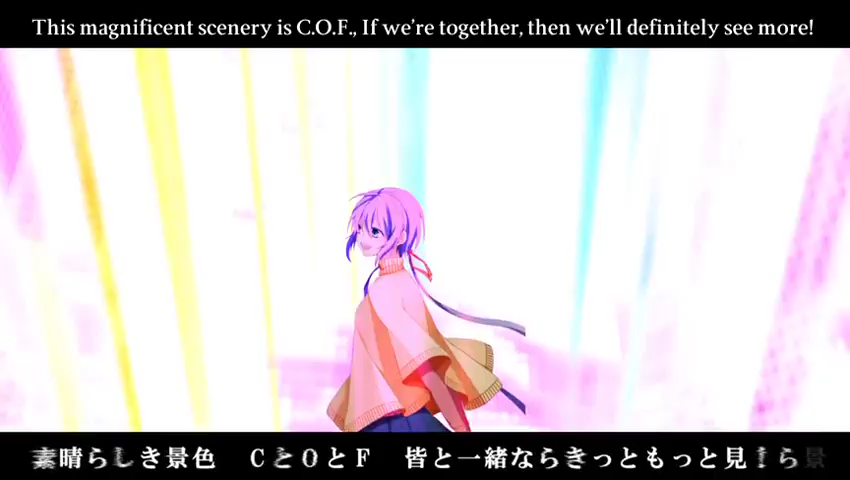 This magnificent scenery is C.O.F., If we're together, then we'll definitely see more!
素晴らしき景色　CとOとF　皆と一緒ならきっともっと